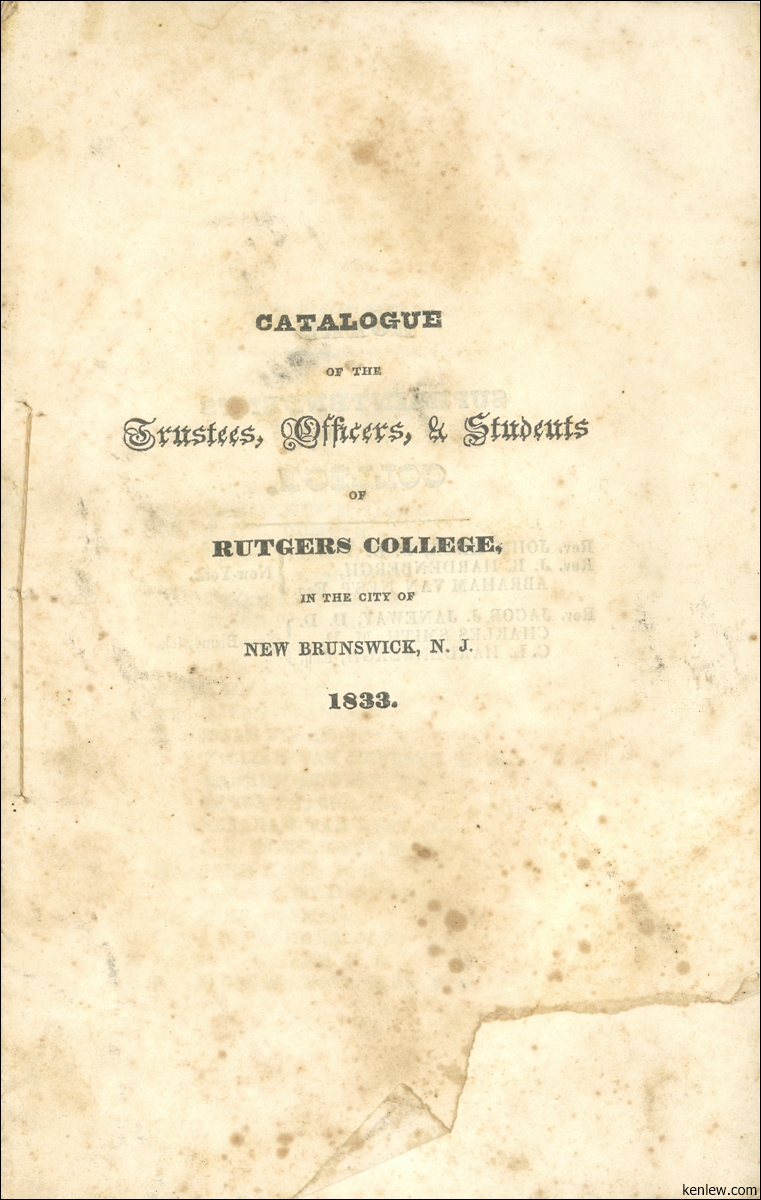 CATALOGUE
OF THE
Trustees, Officers, & Students
OF
RUTGERS COLLEGE,
IN THE CITY OF
NEW BRUNSWICK, N. J.
1833.
kenlew.com